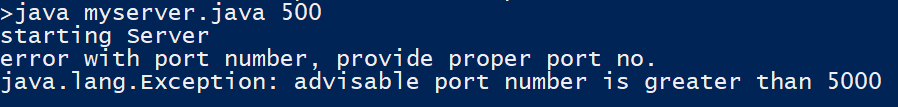 >java myserver.java 500
starting Server
error with port number, provide proper port no.
java.lang.Exception: advisable port number is greater than 5000